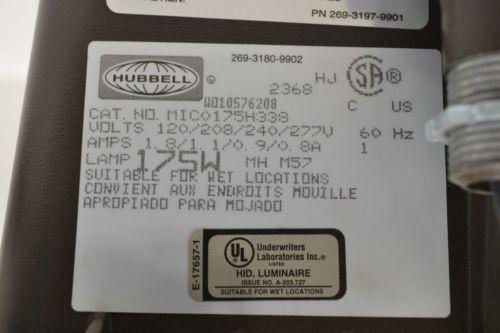 PN 269-3197-9901
269-3180-9902
HUBBELL ®
HJ
2368
SA ®
W010576208
C US
CAT. NO. MIC0175H338
VOLTS 120/208/240/277V 60 Hz
AMPS 1.8/1.1/0.9/0.8A 1
LAMP 175W MH M57
SUITABLE FOR WET LOCATIONS
CONVIENT AUX ENDROITS MOUILLE
APROPIADO PARA MOJADO
E-17657-1
UL ®
LISTED
Underwriters
Laboratories Inc.®
HID. LUMINAIRE
ISSUE NO. A-203,727
SUITABLE FOR WET LOCATIONS